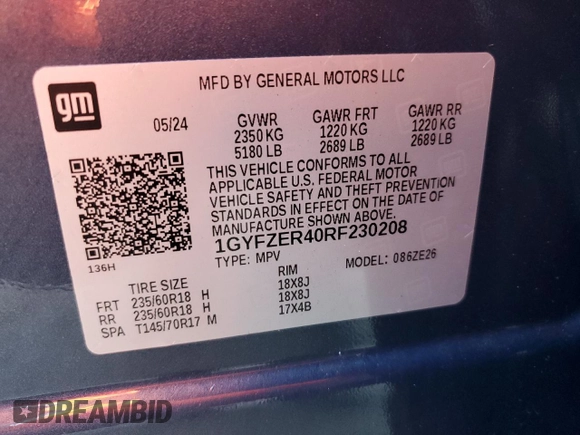 gm
MFD BY GENERAL MOTORS LLC
05/24 GVWR GAWR FRT GAWR RR
2350 KG 1220 KG 1220 KG
5180 LB 2689 LB 2689 LB
THIS VEHICLE CONFORMS TO ALL
APPLICABLE U.S. FEDERAL MOTOR
VEHICLE SAFETY AND THEFT PREVENTION
STANDARDS IN EFFECT ON THE DATE OF
MANUFACTURE SHOWN ABOVE.
1GYFZER40RF230208
136H TYPE: MPV MODEL: 086ZE26
TIRE SIZE RIM
FRT 235/60R18 H 18X8J
RR 235/60R18 H 18X8J
SPA T145/70R17 M 17X4B
DREAMBID